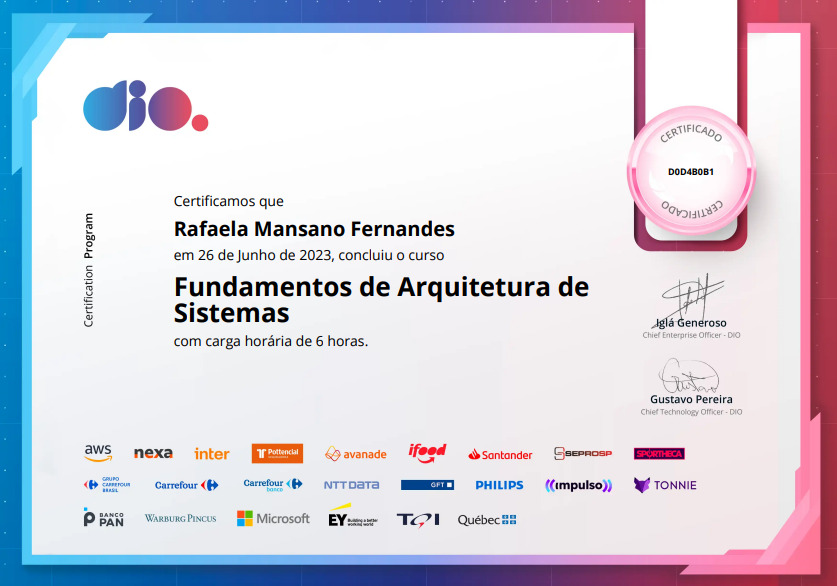 dio.
CERTIFICADO
D0D4B0B1
CERTIFICADO
Certification Program
Certificamos que
Rafaela Mansano Fernandes
em 26 de Junho de 2023, concluiu o curso
Fundamentos de Arquitetura de
Sistemas
com carga horária de 6 horas.
Iglá Generoso
Chief Enterprise Officer - DIO
Gustavo Pereira
Chief Technology Officer - DIO
aws nexa inter Pottencial avanade ifood Santander SEPROSP SPORTHECA
GRUPO CARREFOUR BRASIL Carrefour Carrefour banco NTT DATA GFT PHILIPS ((impulso)) TONNIE
BANCO PAN WARBURG PINCUS Microsoft EY Building a better working world TQI Québec